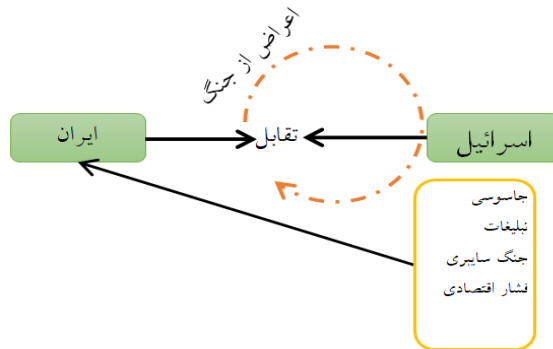 اعراض از جنگ
ایران
تقابل
اسرائیل
جاسوسی
تبلیغات
جنگ سایبری
فشار اقتصادی